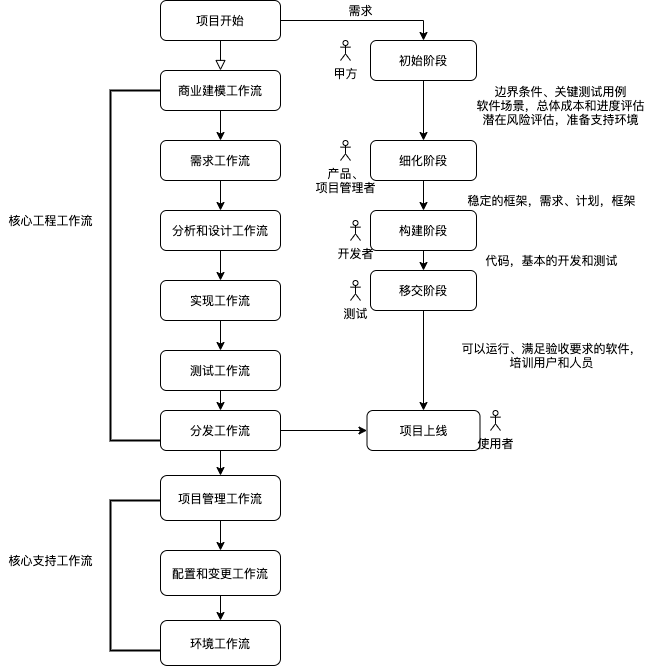 项目开始
需求
甲方
初始阶段
商业建模工作流
边界条件、关键测试用例
软件场景，总体成本和进度评估
潜在风险评估，准备支持环境
需求工作流
产品、
项目管理者
细化阶段
稳定的框架，需求、计划，框架
核心工程工作流
分析和设计工作流
开发者
构建阶段
代码，基本的开发和测试
实现工作流
测试
移交阶段
可以运行、满足验收要求的软件，
培训用户和人员
测试工作流
分发工作流
项目上线
使用者
项目管理工作流
核心支持工作流
配置和变更工作流
环境工作流